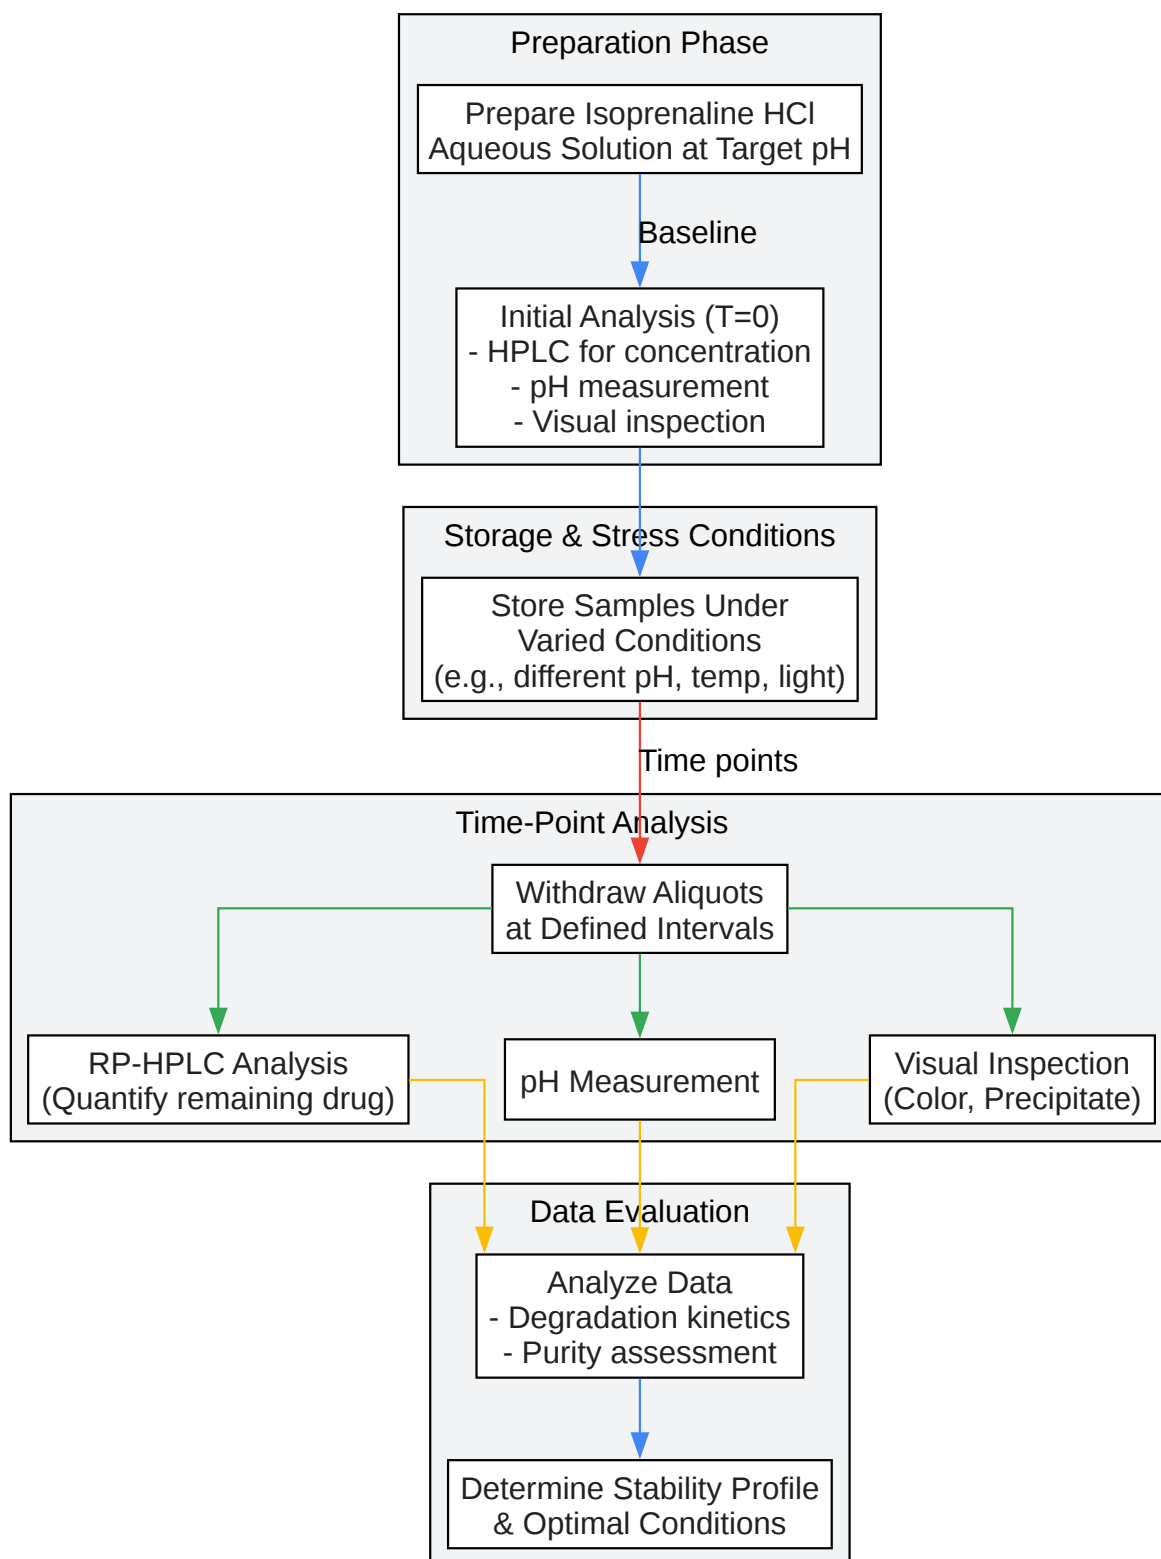 Preparation Phase
Prepare Isoprenaline HCl
Aqueous Solution at Target pH
Baseline
Initial Analysis (T=0)
- HPLC for concentration
- pH measurement
- Visual inspection
Storage & Stress Conditions
Store Samples Under
Varied Conditions
(e.g., different pH, temp, light)
Time points
Time-Point Analysis
Withdraw Aliquots
at Defined Intervals
RP-HPLC Analysis
(Quantify remaining drug)
pH Measurement
Visual Inspection
(Color, Precipitate)
Data Evaluation
Analyze Data
- Degradation kinetics
- Purity assessment
Determine Stability Profile
& Optimal Conditions